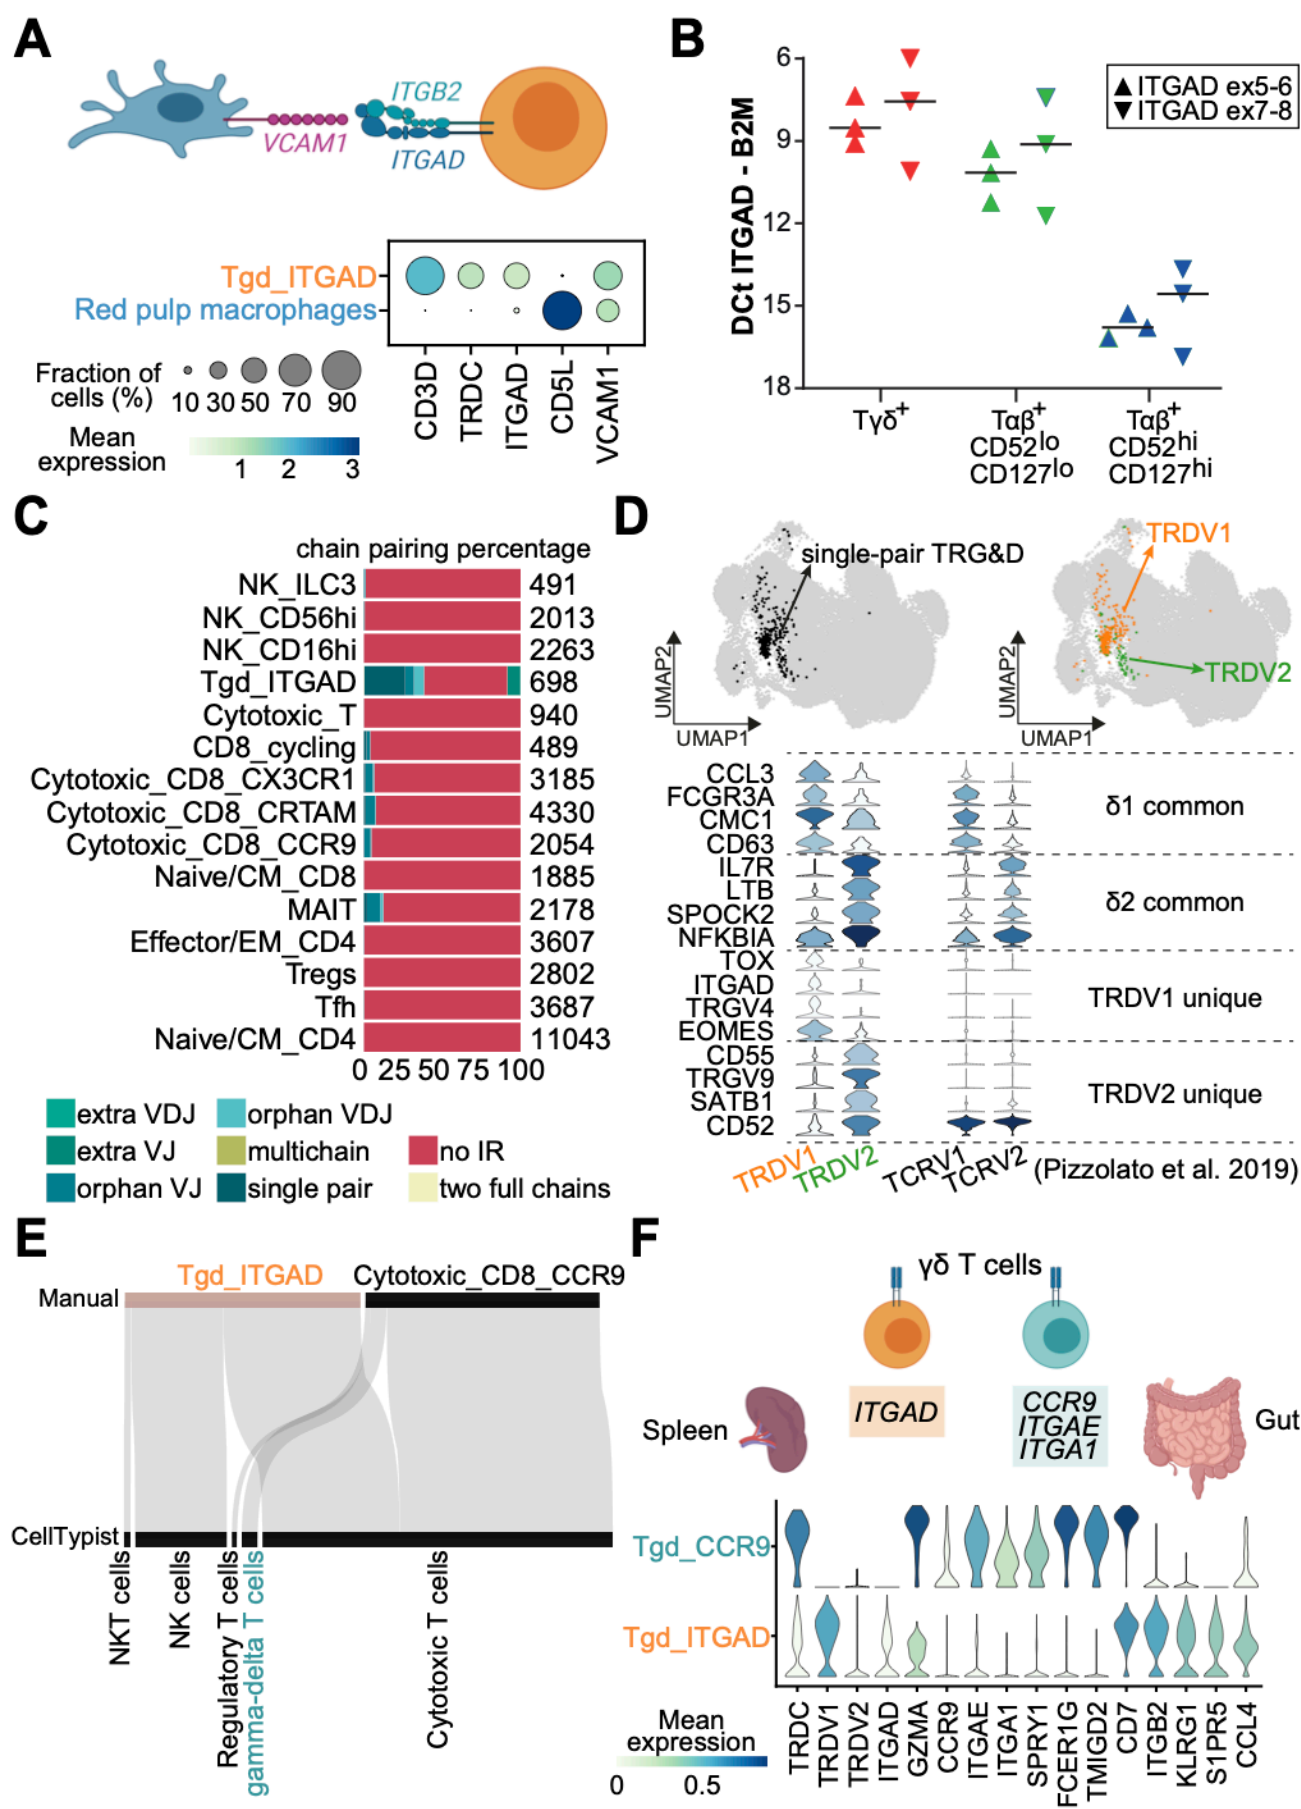 A
ITGB2
VCAM1
ITGAD
Tgd_ITGAD
Red pulp macrophages
Fraction of
cells (%)
10 30 50 70 90
Mean
expression
1 2 3
CD3D
TRDC
ITGAD
CD5L
VCAM1
B
DCt ITGAD - B2M
6
9
12
15
18
ITGAD ex5-6
ITGAD ex7-8
Tγδ+
Tαβ+
CD52lo
CD127lo
Tαβ+
CD52hi
CD127hi
C
chain pairing percentage
NK_ILC3 491
NK_CD56hi 2013
NK_CD16hi 2263
Tgd_ITGAD 698
Cytotoxic_T 940
CD8_cycling 489
Cytotoxic_CD8_CX3CR1 3185
Cytotoxic_CD8_CRTAM 4330
Cytotoxic_CD8_CCR9 2054
Naive/CM_CD8 1885
MAIT 2178
Effector/EM_CD4 3607
Tregs 2802
Tfh 3687
Naive/CM_CD4 11043
0 25 50 75 100
extra VDJ
orphan VDJ
extra VJ
multichain
no IR
orphan VJ
single pair
two full chains
D
single-pair TRG&D
UMAP2
UMAP1
TRDV1
TRDV2
UMAP2
UMAP1
CCL3
FCGR3A
CMC1
CD63
δ1 common
IL7R
LTB
SPOCK2
NFKBIA
δ2 common
TOX
ITGAD
TRGV4
EOMES
TRDV1 unique
CD55
TRGV9
SATB1
CD52
TRDV2 unique
TRDV1
TRDV2
TCRV1
TCRV2
(Pizzolato et al. 2019)
E
Tgd_ITGAD
Cytotoxic_CD8_CCR9
Manual
CellTypist
NKT cells
NK cells
Regulatory T cells
gamma-delta T cells
Cytotoxic T cells
F
γδ T cells
ITGAD
CCR9
ITGAE
ITGA1
Spleen
Gut
Tgd_CCR9
Tgd_ITGAD
Mean
expression
0 0.5
TRDC
TRDV1
TRDV2
ITGAD
GZMA
CCR9
ITGAE
ITGA1
SPRY1
FCER1G
TMIGD2
CD7
ITGB2
KLRG1
S1PR5
CCL4